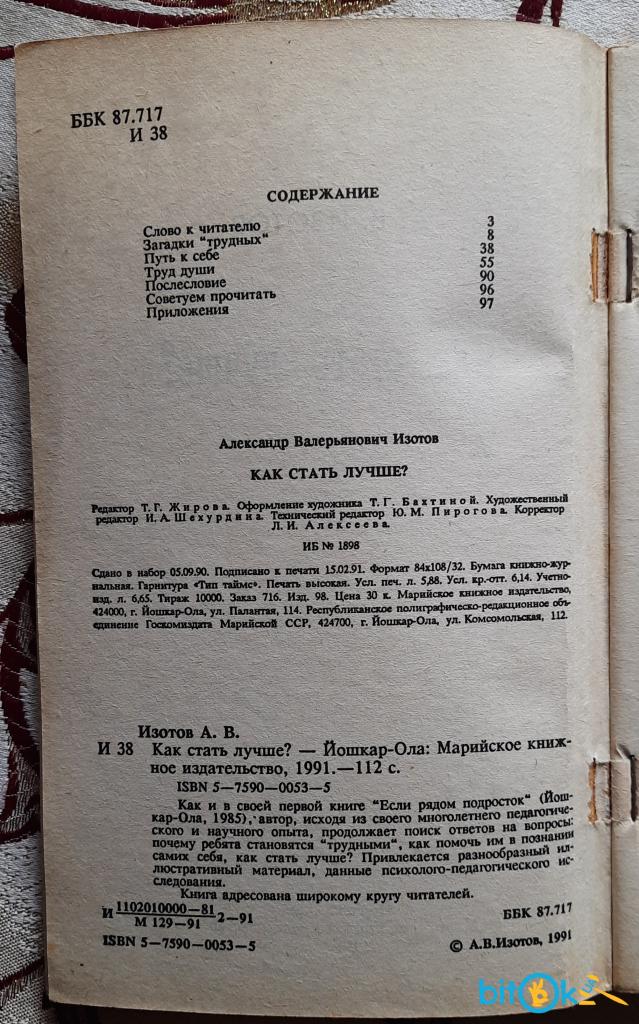 ББК 87.717
И 38
СОДЕРЖАНИЕ
Слово к читателю 3
Загадки "трудных" 8
Путь к себе 38
Труд души 55
Послесловие 90
Советуем прочитать 96
Приложения 97
Александр Валерьянович Изотов
КАК СТАТЬ ЛУЧШЕ?
Редактор Т. Г. Жирова. Оформление художника Т. Г. Бахтиной. Художественный
редактор И. А. Шехурдина. Технический редактор Ю. М. Пирогова. Корректор
Л. И. Алексеева.
ИБ № 1898
Сдано в набор 05.09.90. Подписано к печати 15.02.91. Формат 84x108/32. Бумага книжно-жур-
нальная. Гарнитура «Тип таймс». Печать высокая. Усл. печ. л. 5,88. Усл. кр.-отт. 6,14. Учетно-
изд. л. 6,65. Тираж 10000. Заказ 716. Изд. 98. Цена 30 к. Марийское книжное издательство,
424000, г. Йошкар-Ола, ул. Палантая, 114. Республиканское полиграфическо-редакционное объ-
единение Госкомиздата Марийской ССР, 424700, г. Йошкар-Ола, ул. Комсомольская, 112.
Изотов А. В.
И 38 Как стать лучше? — Йошкар-Ола: Марийское книж-
ное издательство, 1991.—112 с.
ISBN 5—7590—0053—5
Как и в своей первой книге "Если рядом подросток" (Йош-
кар-Ола, 1985), автор, исходя из своего многолетнего педагогиче-
ского и научного опыта, продолжает поиск ответов на вопросы:
почему ребята становятся "трудными", как помочь им в познании
самих себя, как стать лучше? Привлекается разнообразный ил-
люстративный материал, данные психолого-педагогического ис-
следования.
Книга адресована широкому кругу читателей.
И 1102010000—81
М 129—91 2—91
ББК 87.717
ISBN 5—7590—0053—5
© А.В.Изотов, 1991
bitOk.ua